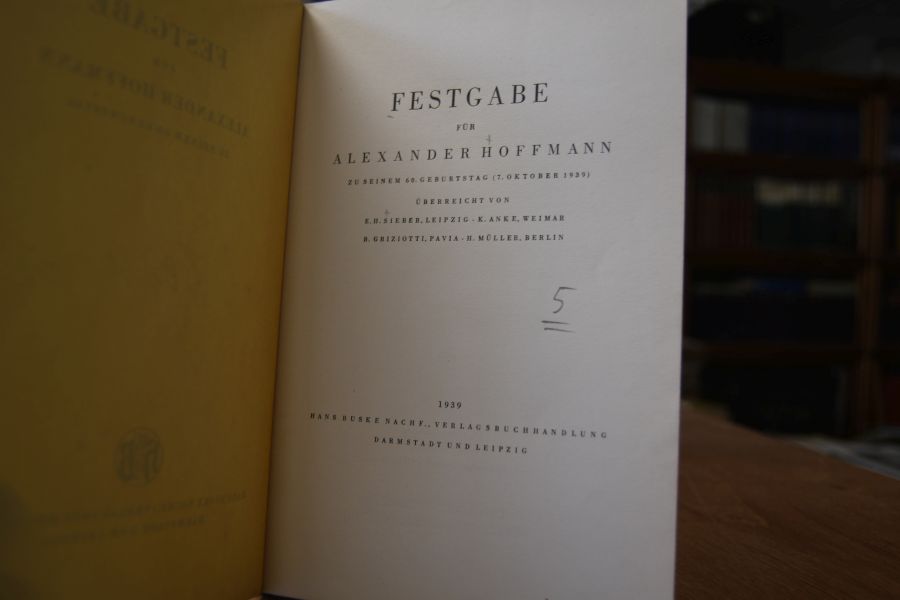 FESTGABE
FÜR
ALEXANDER HOFFMANN
ZU SEINEM 60. GEBURTSTAG (7. OKTOBER 1939)
ÜBERREICHT VON
E. H. SIEBER, LEIPZIG · K. ANKE, WEIMAR
B. GRIZIOTTI, PAVIA · H. MÜLLER, BERLIN
5
1939
HANS BUSKE NACHF., VERLAGSBUCHHANDLUNG
DARMSTADT UND LEIPZIG